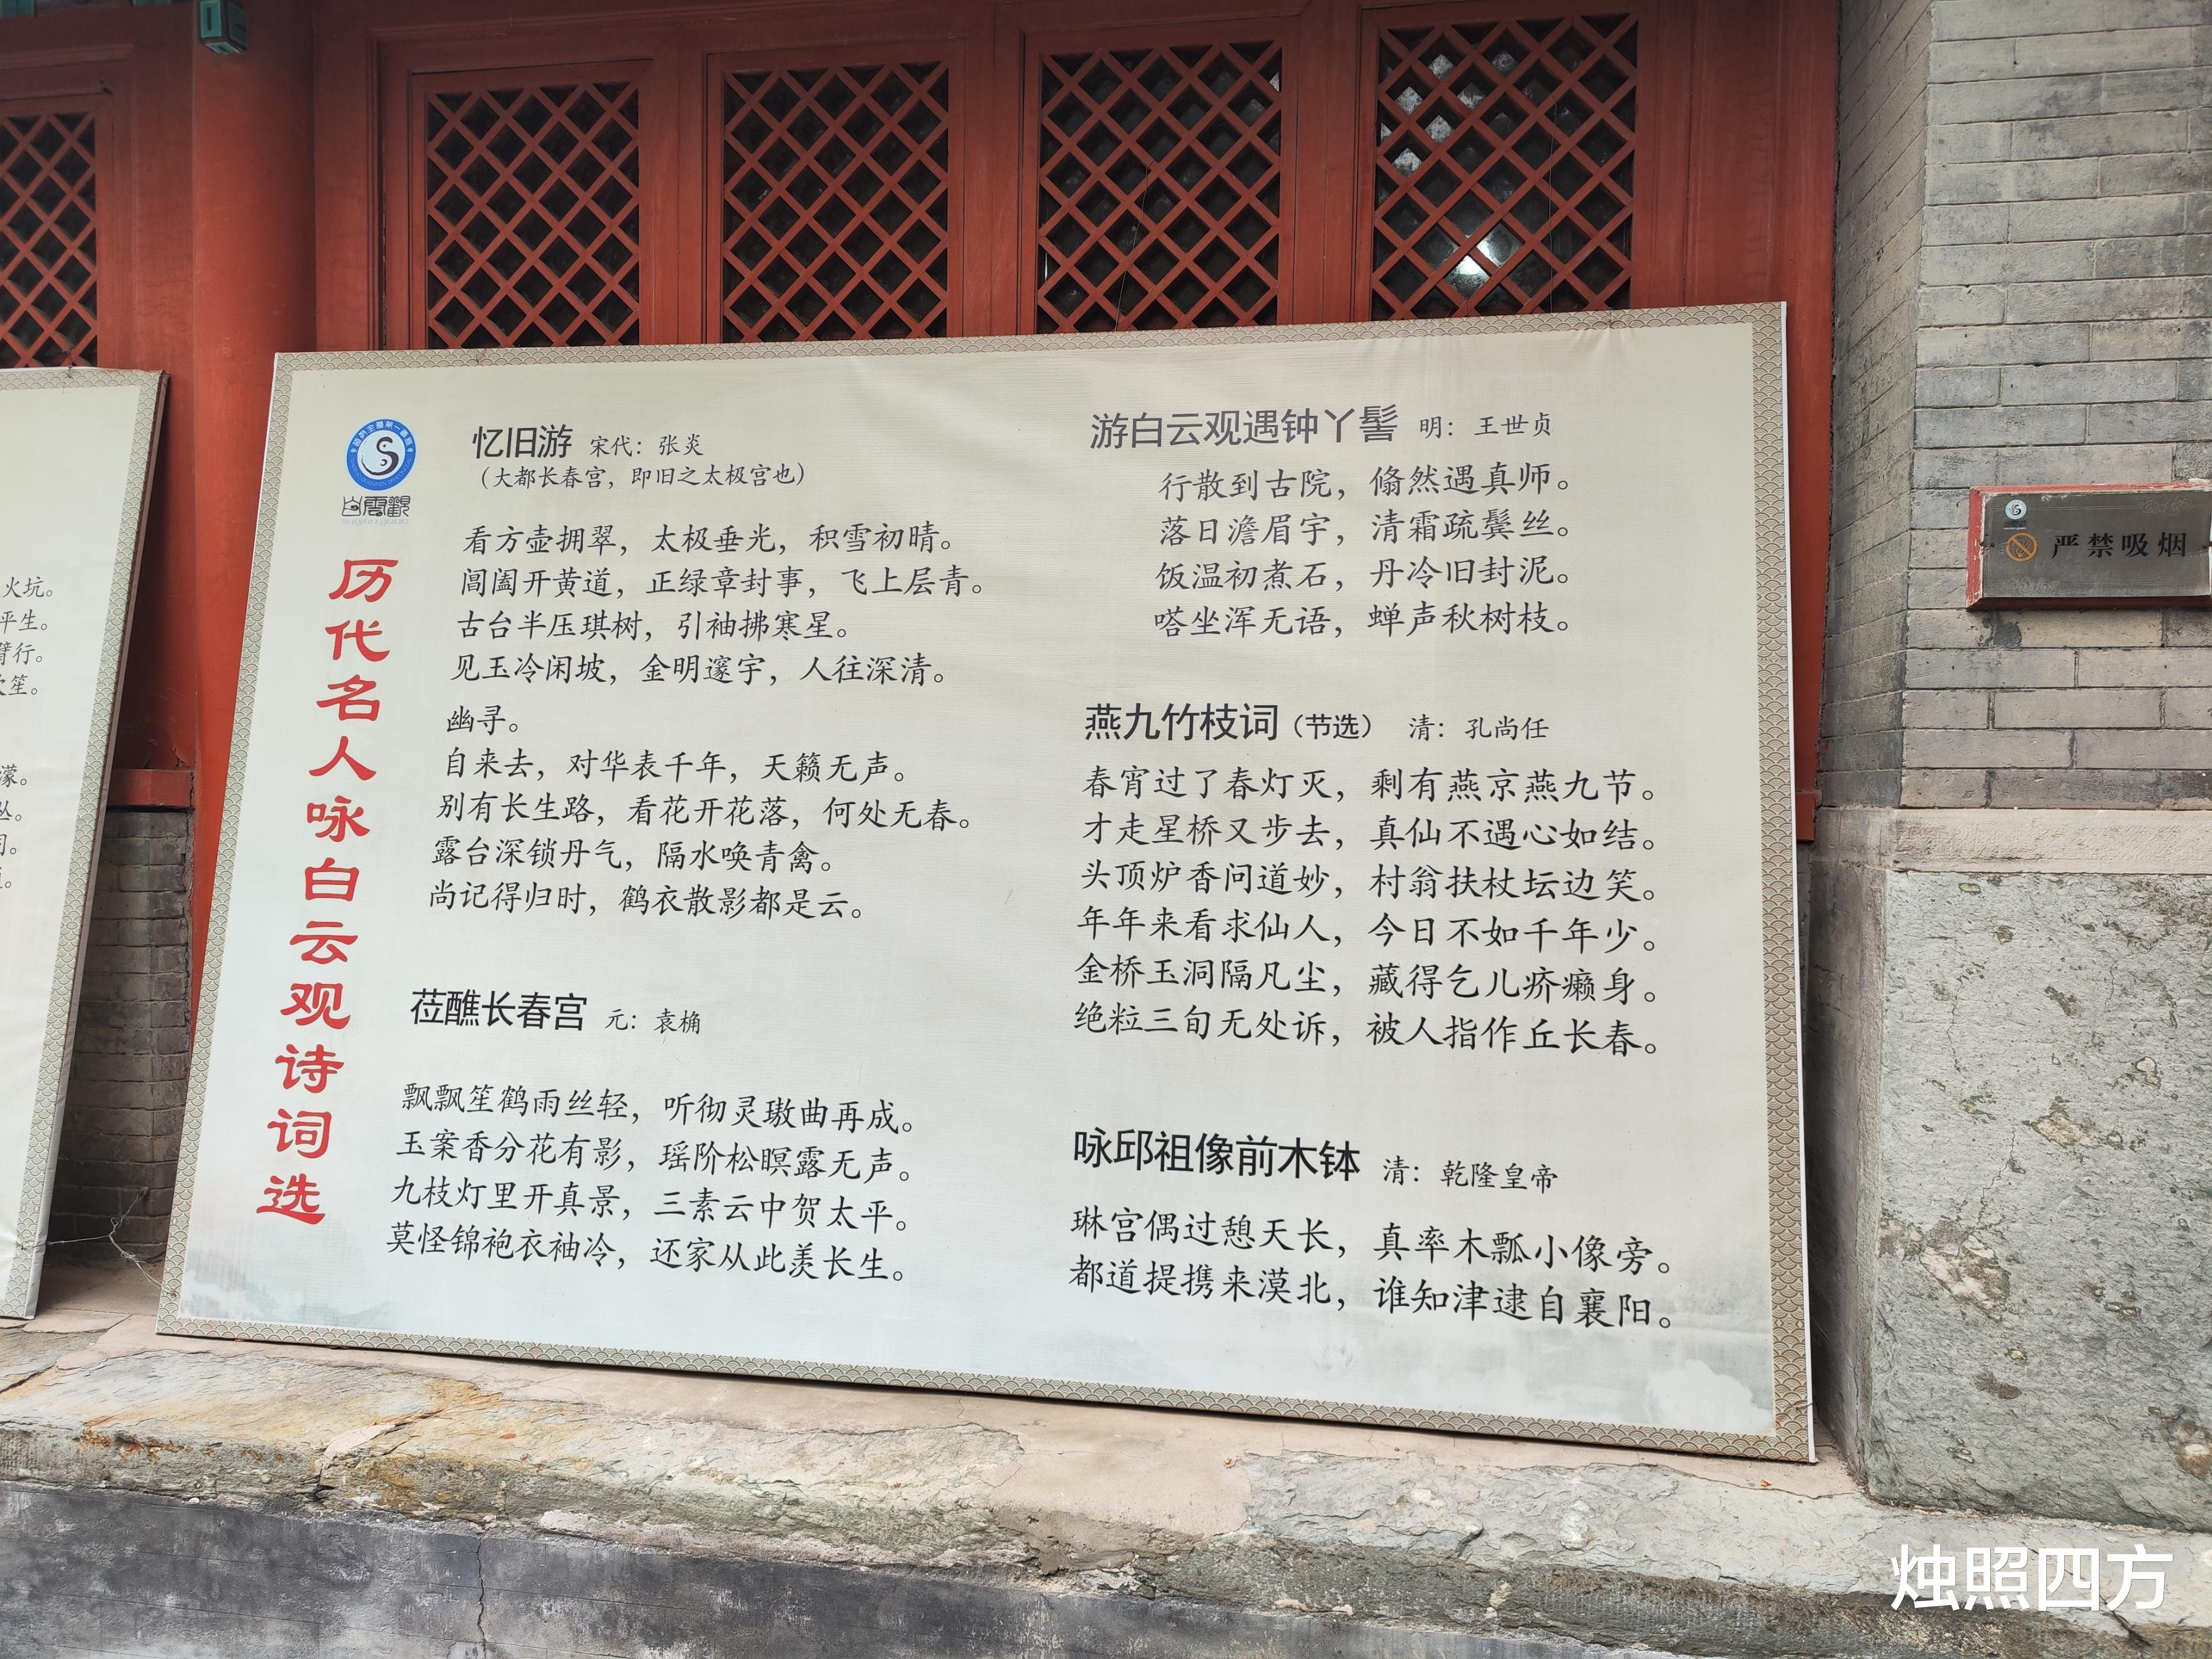 火坑。
平生。
臂行。
吹笙。
濛。
丛。
白雲觀
历代名人咏白云观诗词选
忆旧游 宋代：张炎
（大都长春宫，即旧之太极宫也）
看方壶拥翠，太极垂光，积雪初晴。
阊阖开黄道，正绿章封事，飞上层青。
古台半压琪树，引袖拂寒星。
见玉冷闲坡，金明邃宇，人往深清。
幽寻。
自来去，对华表千年，天籁无声。
别有长生路，看花开花落，何处无春。
露台深锁丹气，隔水唤青禽。
尚记得归时，鹤衣散影都是云。
莅醮长春宫 元：袁桷
飘飘笙鹤雨丝轻，听彻灵璈曲再成。
玉案香分花有影，瑶阶松暝露无声。
九枝灯里开真景，三素云中贺太平。
莫怪锦袍衣袖冷，还家从此羡长生。
游白云观遇钟丫髻 明：王世贞
行散到古院，翛然遇真师。
落日澹眉宇，清霜疏鬓丝。
饭温初煮石，丹冷旧封泥。
嗒坐浑无语，蝉声秋树枝。
燕九竹枝词（节选） 清：孔尚任
春宵过了春灯灭，剩有燕京燕九节。
才走星桥又步去，真仙不遇心如结。
头顶炉香问道妙，村翁扶杖坛边笑。
年年来看求仙人，今日不如千年少。
金桥玉洞隔凡尘，藏得乞儿疥癞身。
绝粒三旬无处诉，被人指作丘长春。
咏邱祖像前木钵 清：乾隆皇帝
琳宫偶过憩天长，真率木瓢小像旁。
都道提携来漠北，谁知津逮自襄阳。
严禁吸烟
烛照四方